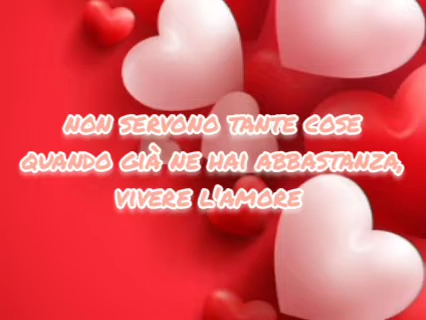 non servono tante cose
quando già ne hai abbastanza,
vivere l'amore